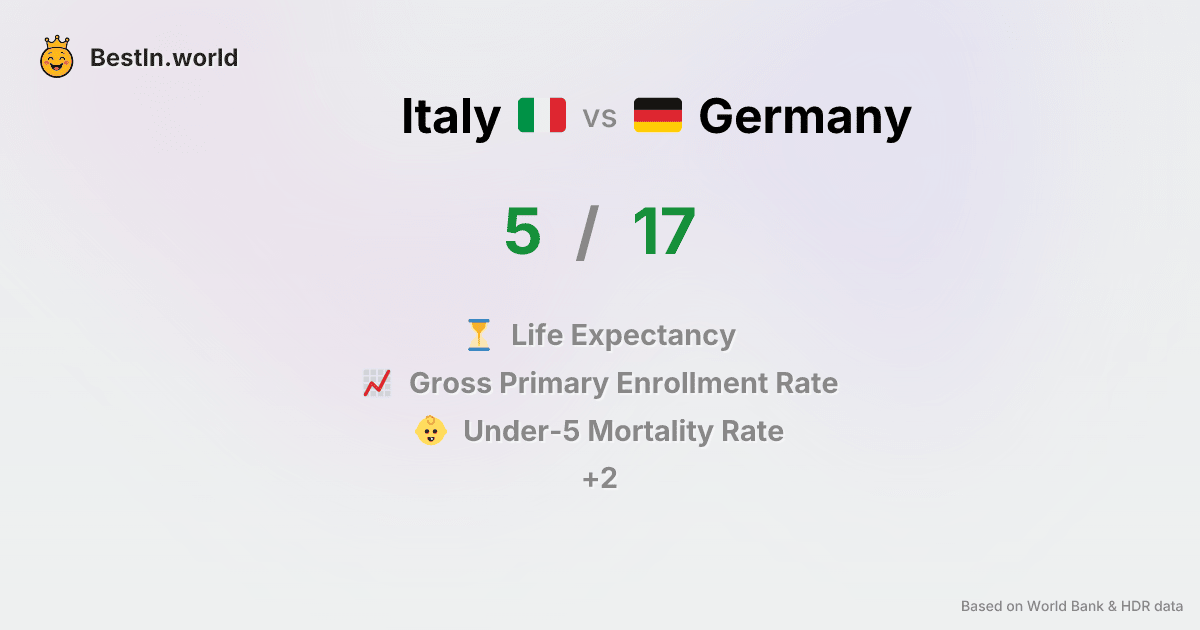 BestIn.world
Italy vs Germany
5 / 17
Life Expectancy
Gross Primary Enrollment Rate
Under-5 Mortality Rate
+2
Based on World Bank & HDR data